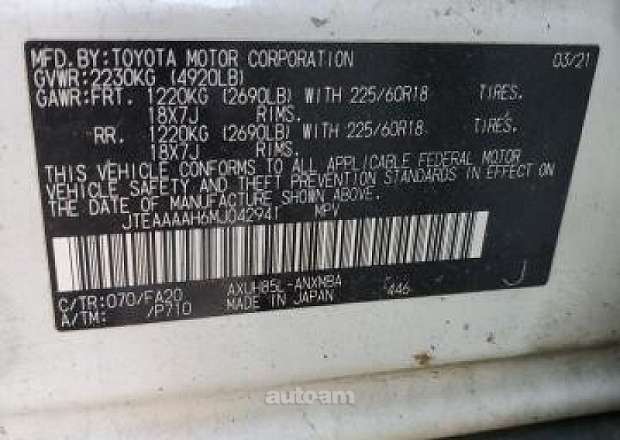 MFD.BY:TOYOTA MOTOR CORPORATION 03/21
GVWR:2230KG (4920LB)
GAWR:FRT. 1220KG (2690LB) WITH 225/60R18 TIRES.
18X7J RIMS.
RR. 1220KG (2690LB) WITH 225/60R18 TIRES.
18X7J RIMS.
THIS VEHICLE CONFORMS TO ALL APPLICABLE FEDERAL MOTOR
VEHICLE SAFETY AND THEFT PREVENTION STANDARDS IN EFFECT ON
THE DATE OF MANUFACTURE SHOWN ABOVE.
JTEAAAAH6MJ042941 MPV
C/TR:070/FA20 AXUH85L-ANXMBA 446 J
A/TM: /P710 MADE IN JAPAN
autoam